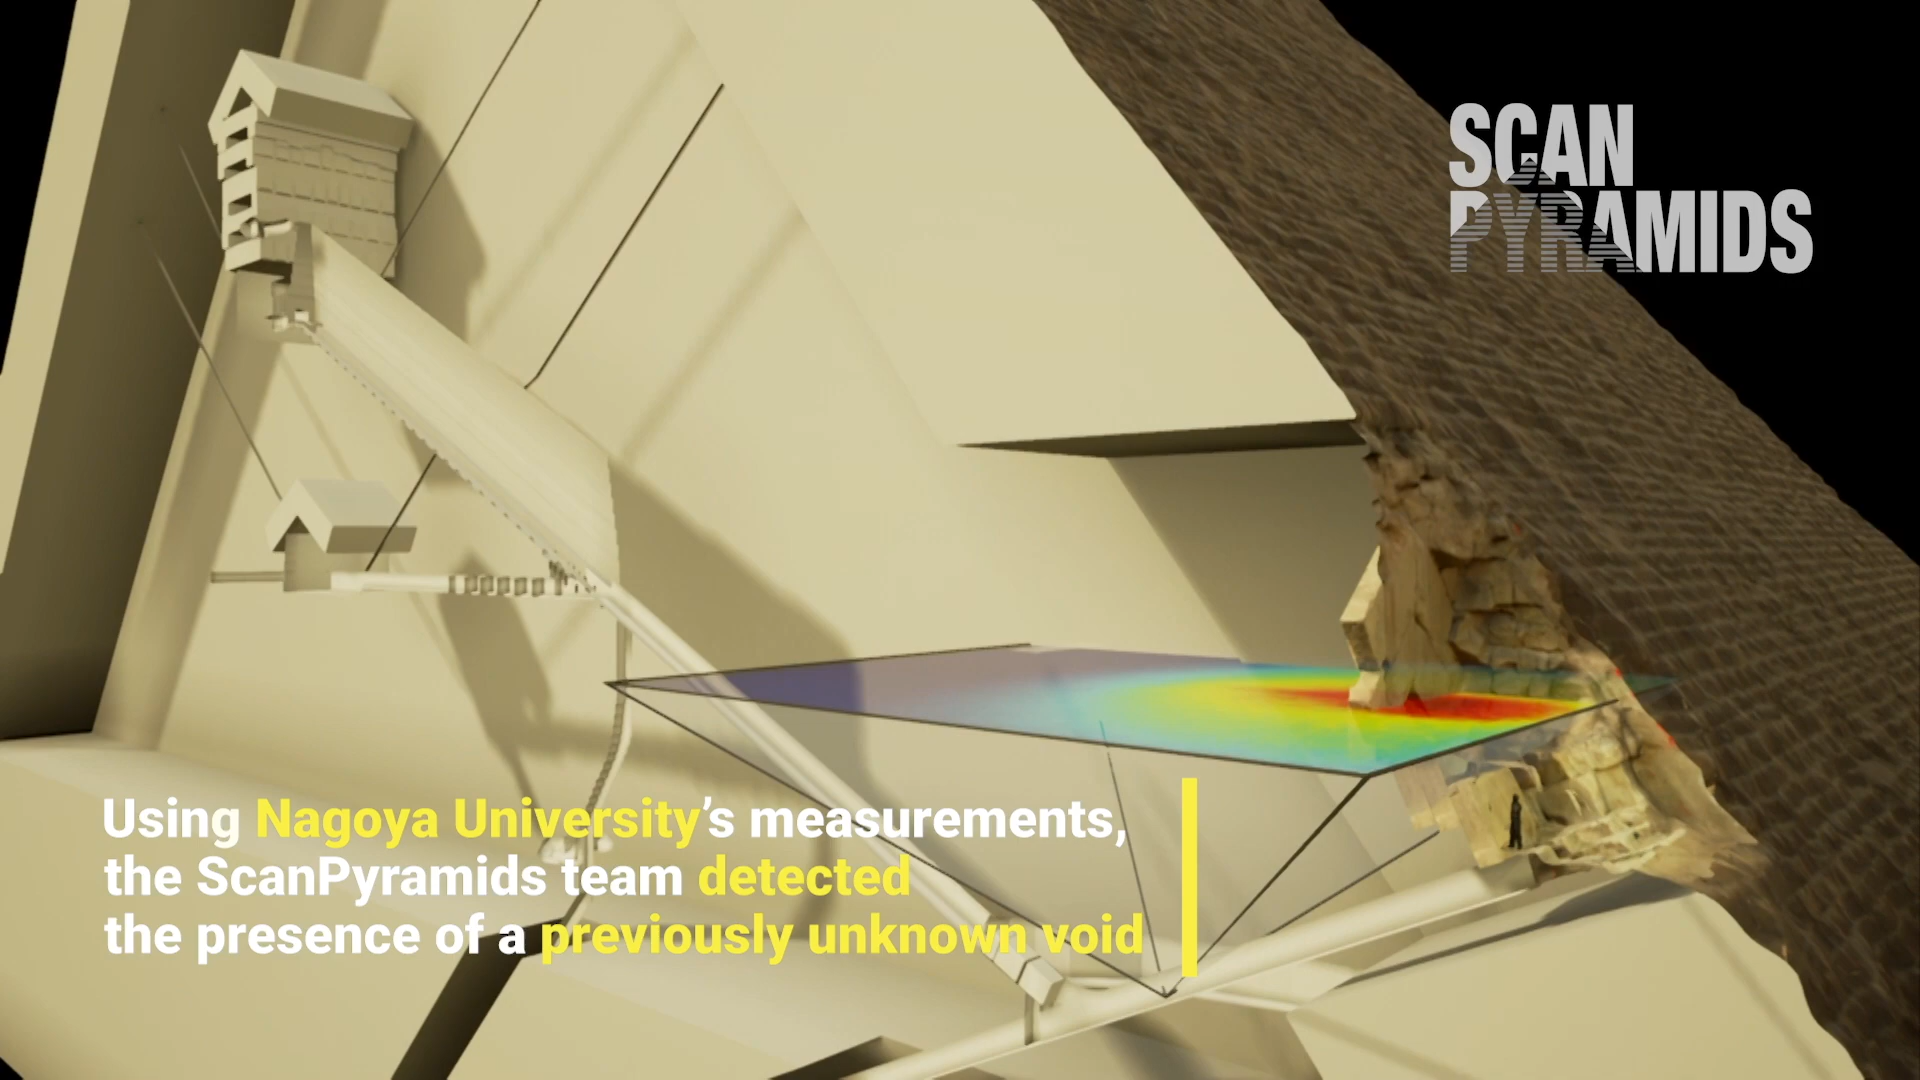 SCAN
PYRAMIDS
Using Nagoya University’s measurements,
the ScanPyramids team detected
the presence of a previously unknown void